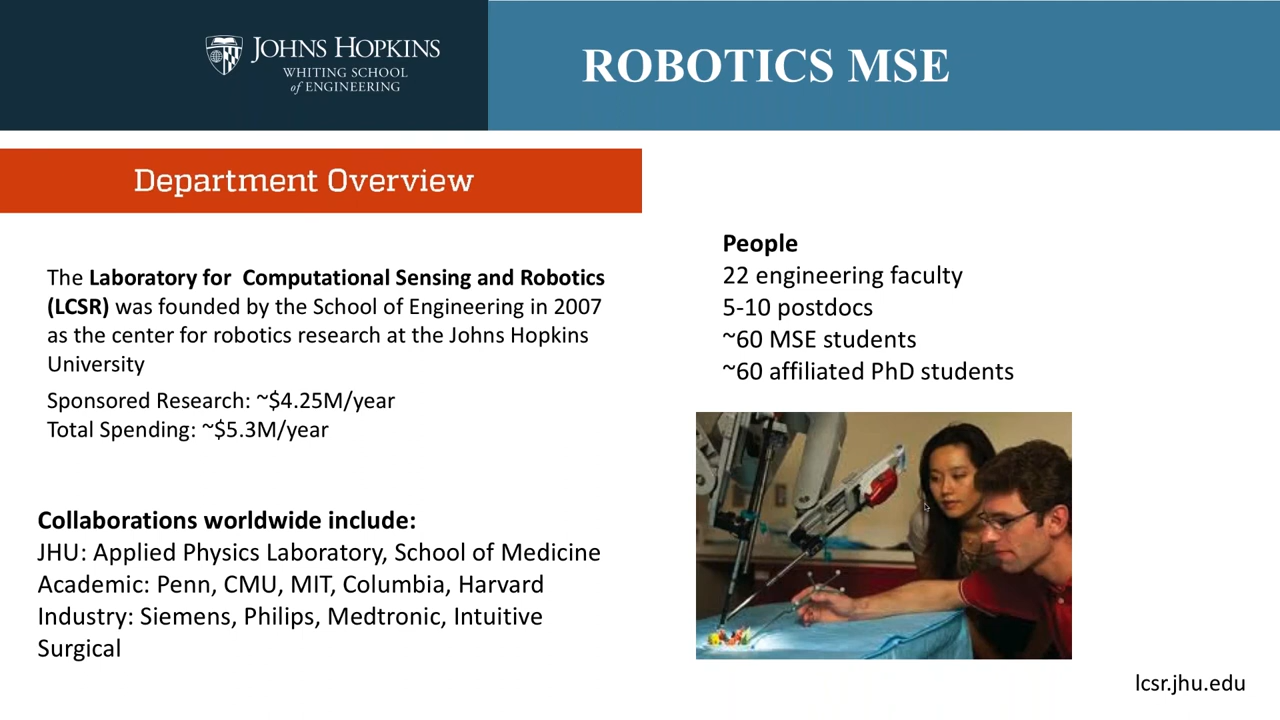 JOHNS HOPKINS
WHITING SCHOOL
of ENGINEERING
ROBOTICS MSE
Department Overview
The Laboratory for Computational Sensing and Robotics
(LCSR) was founded by the School of Engineering in 2007
as the center for robotics research at the Johns Hopkins
University
Sponsored Research: ~$4.25M/year
Total Spending: ~$5.3M/year
Collaborations worldwide include:
JHU: Applied Physics Laboratory, School of Medicine
Academic: Penn, CMU, MIT, Columbia, Harvard
Industry: Siemens, Philips, Medtronic, Intuitive
Surgical
People
22 engineering faculty
5-10 postdocs
~60 MSE students
~60 affiliated PhD students
lcsr.jhu.edu